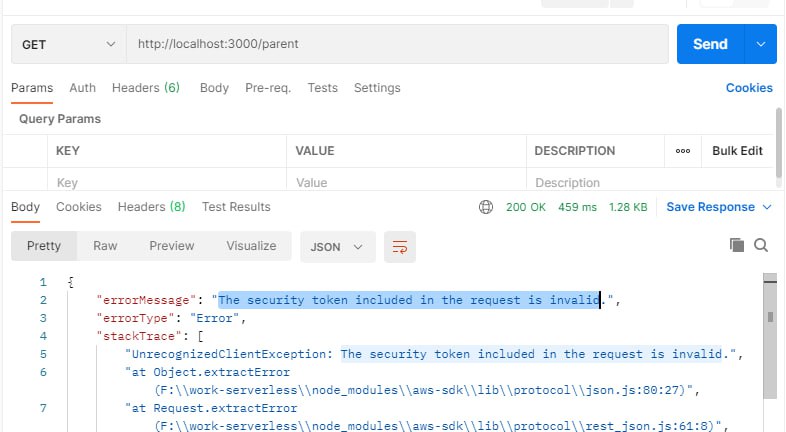 GET http://localhost:3000/parent Send
Params Auth Headers (6) Body Pre-req. Tests Settings Cookies
Query Params
KEY VALUE DESCRIPTION ooo Bulk Edit
Key Value Description
Body Cookies Headers (8) Test Results 200 OK 459 ms 1.28 KB Save Response
Pretty Raw Preview Visualize JSON
1 {
2 "errorMessage": "The security token included in the request is invalid.",
3 "errorType": "Error",
4 "stackTrace": [
5 "UnrecognizedClientException: The security token included in the request is invalid.",
6 "at Object.extractError
(F:\\work-serverless\\node_modules\\aws-sdk\\lib\\protocol\\json.js:80:27)",
7 "at Request.extractError
(F:\\work-serverless\\node_modules\\aws-sdk\\lib\\protocol\\rest_json.js:61:8)",